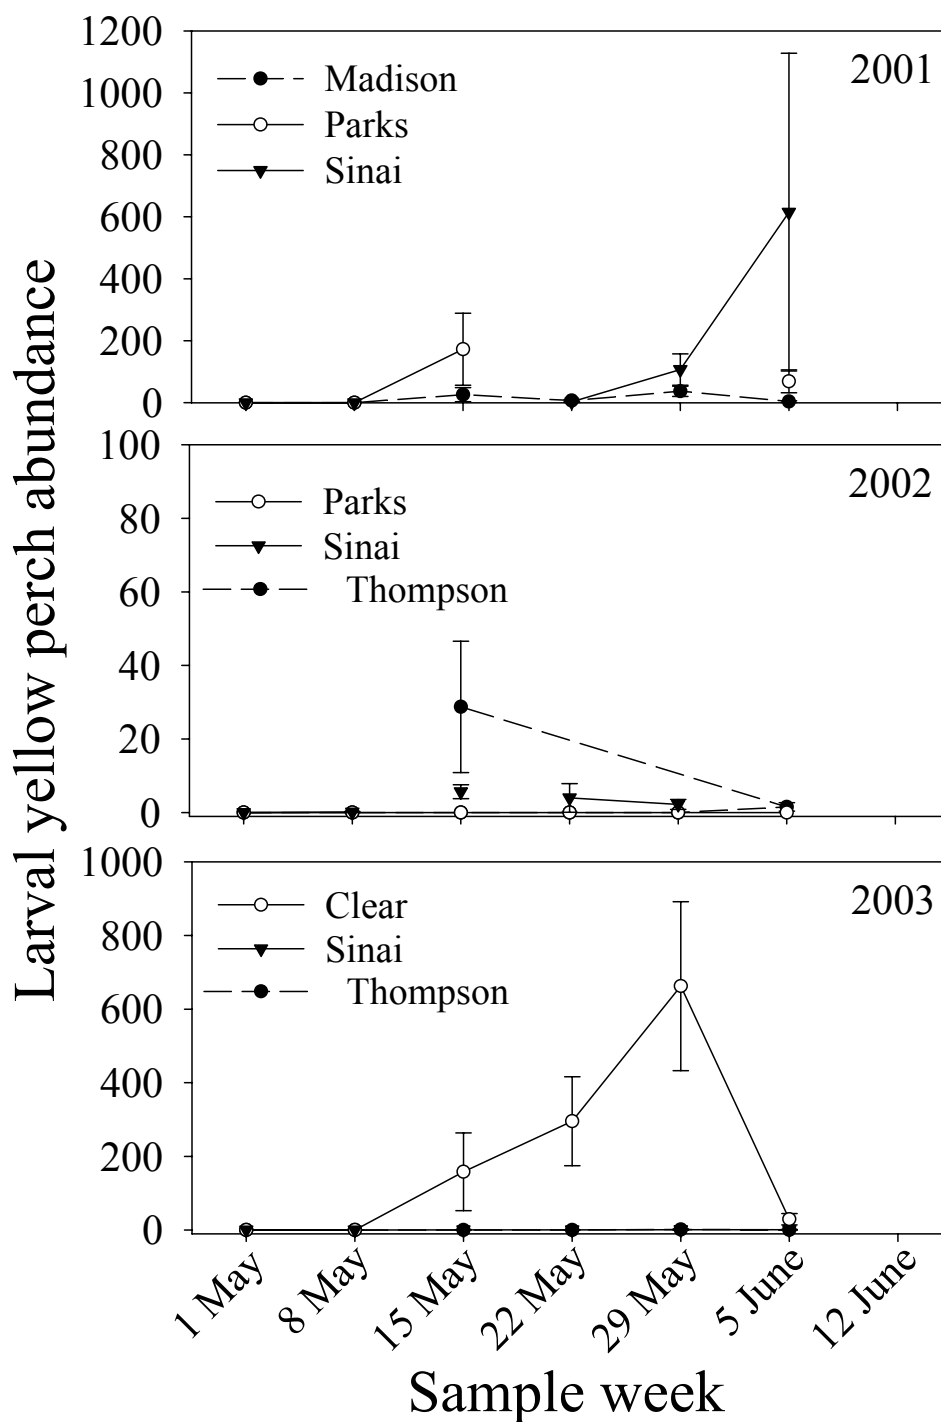 Larval yellow perch abundance
1200
1000
800
600
400
200
0
Madison
Parks
Sinai
2001
100
80
60
40
20
0
Parks
Sinai
Thompson
2002
1000
800
600
400
200
0
Clear
Sinai
Thompson
2003
1 May
8 May
15 May
22 May
29 May
5 June
12 June
Sample week